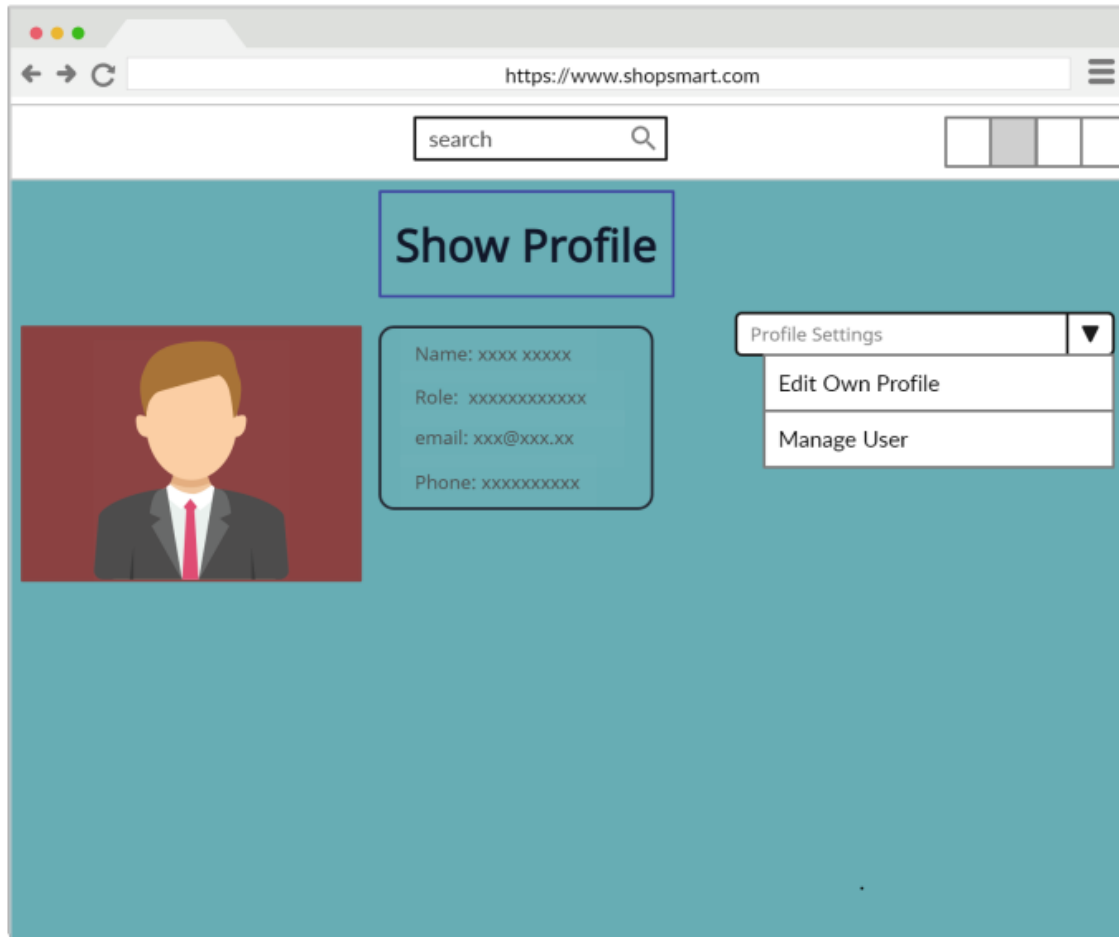 https://www.shopsmart.com
search
Show Profile
Profile Settings
Edit Own Profile
Manage User
Name: xxxx xxxxx
Role: xxxxxxxxxxxx
email: xxx@xxx.xx
Phone: xxxxxxxxxx